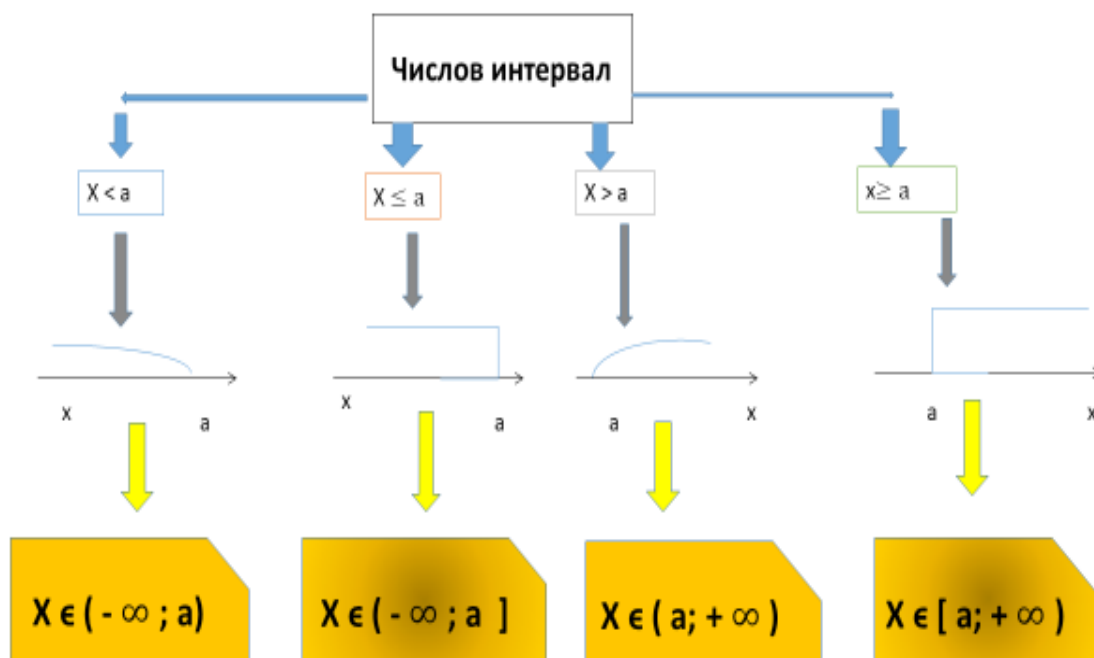 Числов интервал
X < a
X ≤ a
X > a
x≥ a
x
a
x
a
a
x
a
x
X ϵ ( - ∞ ; a)
X ϵ ( - ∞ ; a ]
X ϵ ( a; + ∞ )
X ϵ [ a; + ∞ )